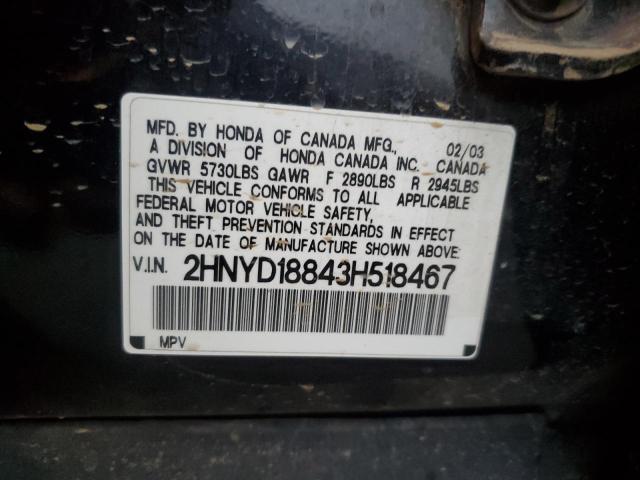 MFD. BY HONDA OF CANADA MFG., 02/03
A DIVISION OF HONDA CANADA INC. CANADA
GVWR 5730LBS GAWR F 2890LBS R 2945LBS
THIS VEHICLE CONFORMS TO ALL APPLICABLE
FEDERAL MOTOR VEHICLE SAFETY,
AND THEFT PREVENTION STANDARDS IN EFFECT
ON THE DATE OF MANUFACTURE SHOWN ABOVE.
V.I.N. 2HNYD18843H518467
MPV